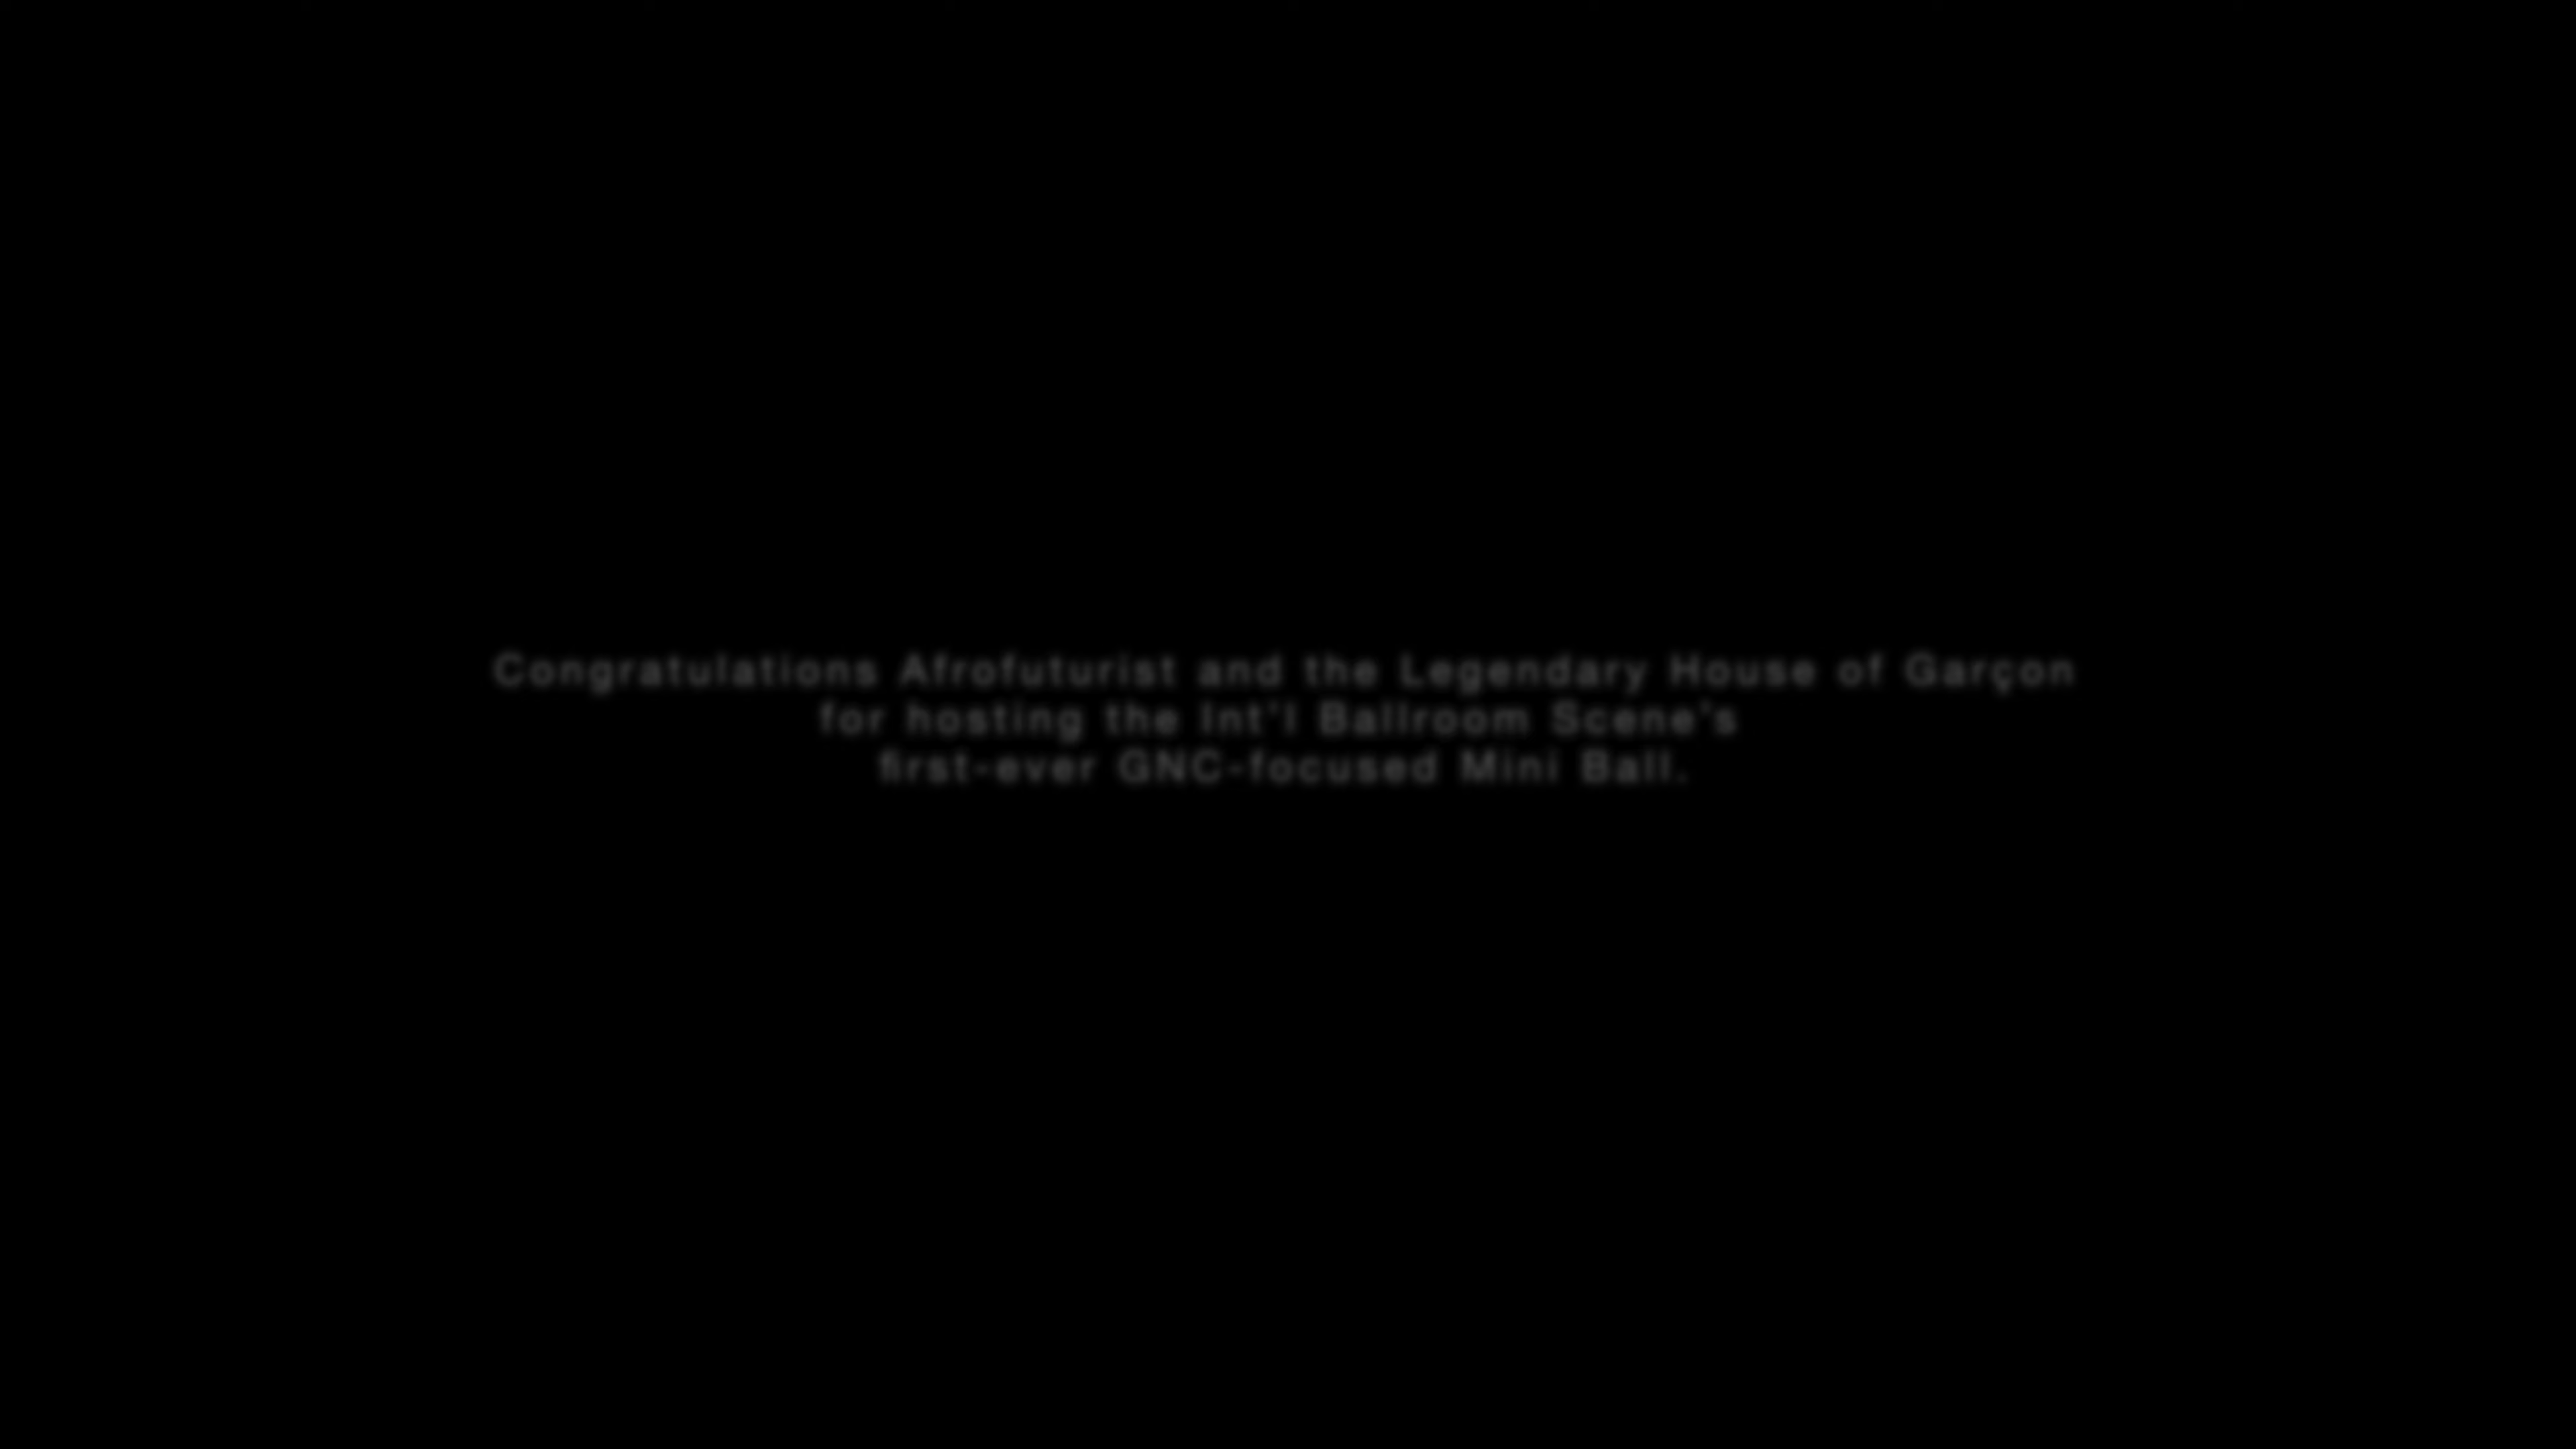 Congratulations Afrofuturist and the Legendary House of Garçon
for hosting the Int'l Ballroom Scene's
first-ever GNC-focused Mini Ball.